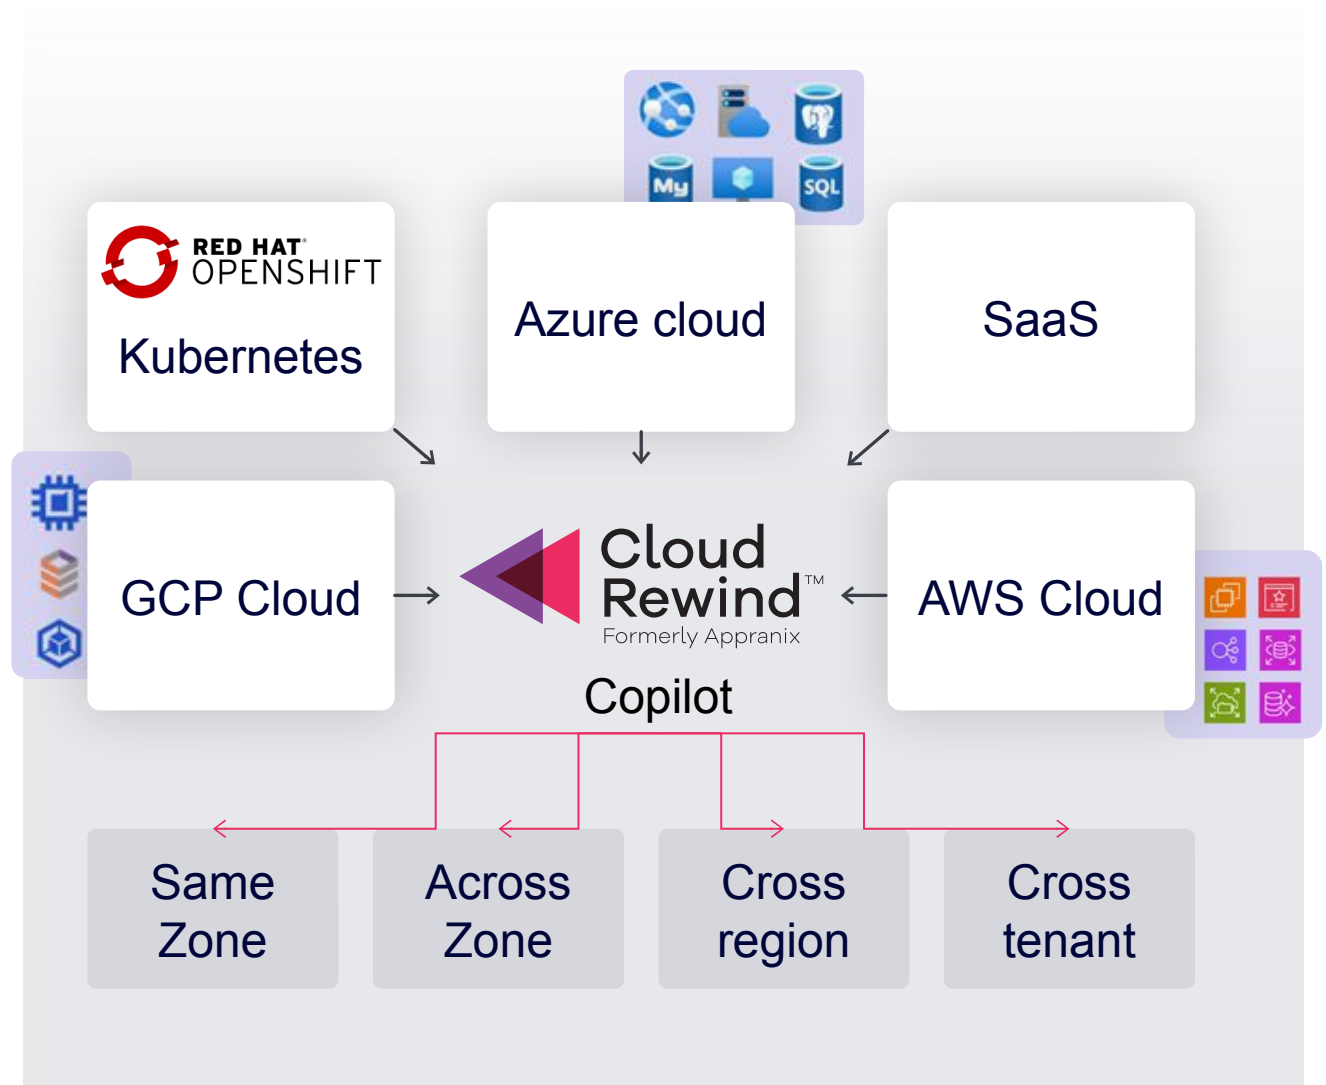 My
SQL
RED HAT®
OPENSHIFT
Kubernetes
Azure cloud
SaaS
GCP Cloud
Cloud
Rewind™
Formerly Appranix
Copilot
AWS Cloud
Same
Zone
Across
Zone
Cross
region
Cross
tenant